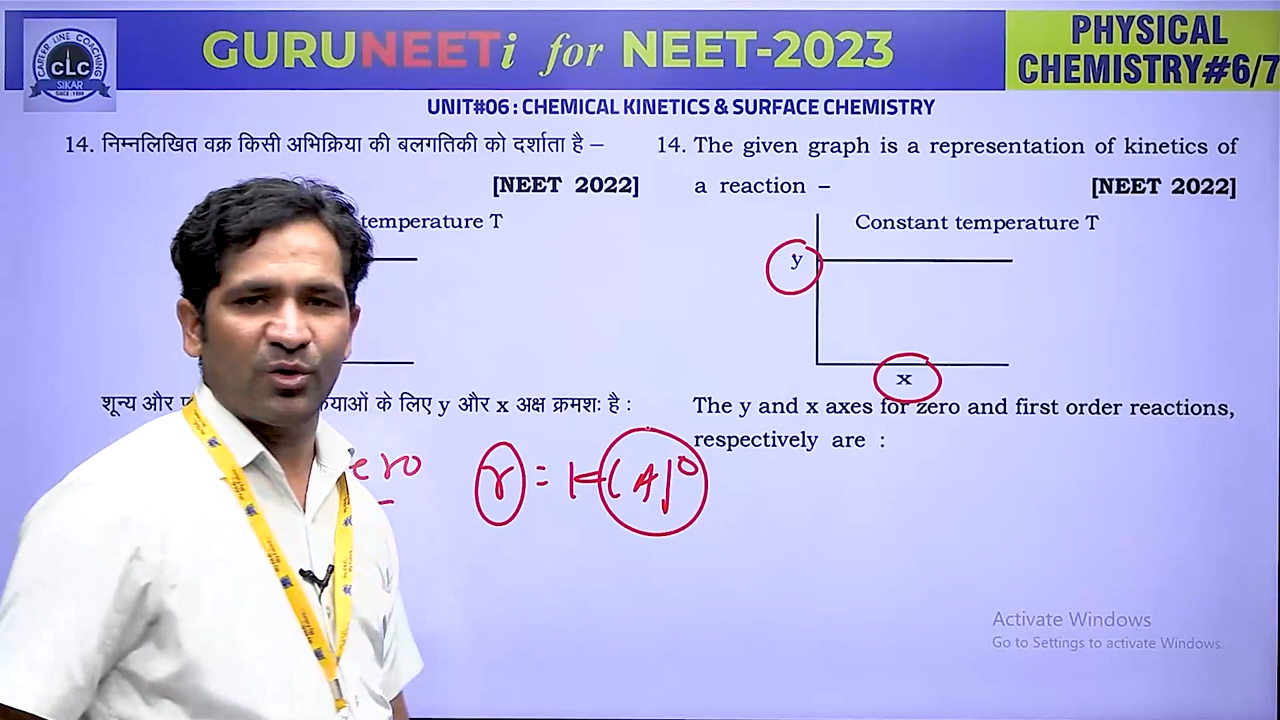 CAREER LINE COACHING
CLC
SIKAR
SINCE : 1996
GURUNEETi for NEET-2023
PHYSICAL
CHEMISTRY#6/7
UNIT#06 : CHEMICAL KINETICS & SURFACE CHEMISTRY
14. निम्नलिखित वक्र किसी अभिक्रिया की बलगतिकी को दर्शाता है –
[NEET 2022]
temperature T
शून्य और याओं के लिए y और x अक्ष क्रमशः है :
14. The given graph is a representation of kinetics of
a reaction –
[NEET 2022]
Constant temperature T
y
x
The y and x axes for zero and first order reactions,
respectively are :
ero
r = K(A)⁰
Activate Windows
Go to Settings to activate Windows.